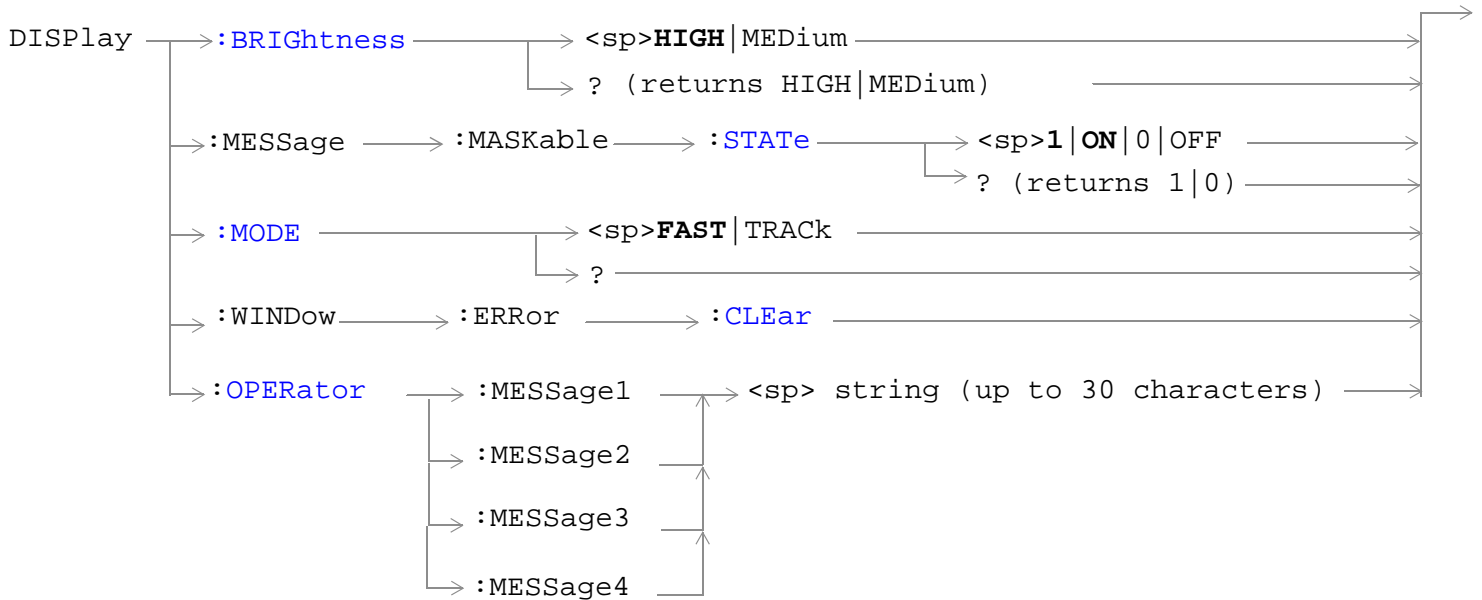 DISPlay :BRIGhtness <sp>HIGH|MEDium
? (returns HIGH|MEDium)
:MESSage :MASKable :STATe <sp>1|ON|0|OFF
? (returns 1|0)
:MODE <sp>FAST|TRACk
?
:WINDow :ERRor :CLEar
:OPERator :MESSage1 <sp> string (up to 30 characters)
:MESSage2
:MESSage3
:MESSage4